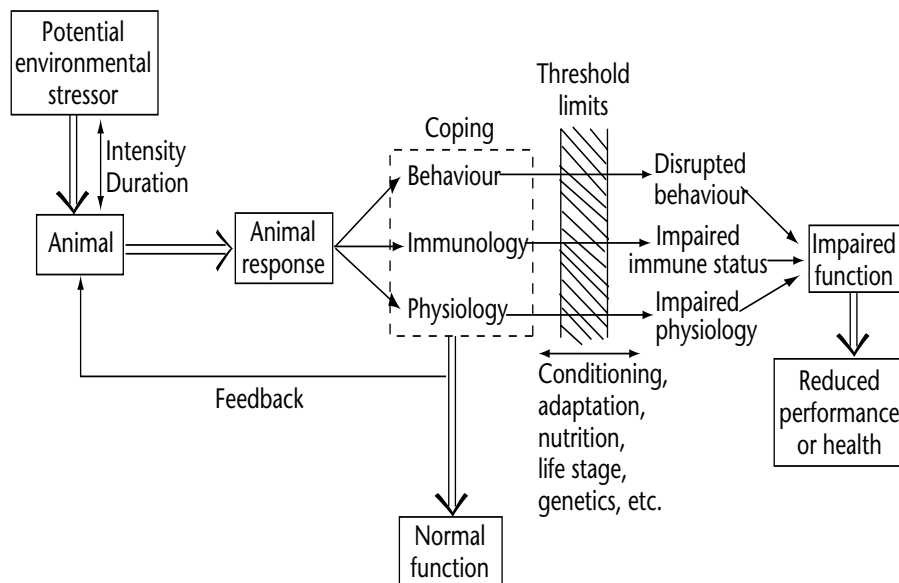 Potential
environmental
stressor
Intensity
Duration
Animal
Animal
response
Coping
Behaviour
Immunology
Physiology
Threshold
limits
Disrupted
behaviour
Impaired
immune status
Impaired
physiology
Impaired
function
Reduced
performance
or health
Conditioning,
adaptation,
nutrition,
life stage,
genetics, etc.
Feedback
Normal
function